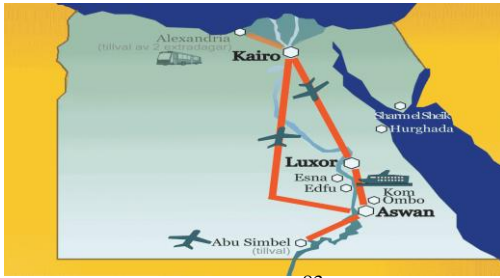 Alexandria
(tillval av 2 extradagar)
Kairo
Sharm el Sheik
Hurghada
Luxor
Esna
Edfu
Kom
Ombo
Aswan
Abu Simbel
(tillval)